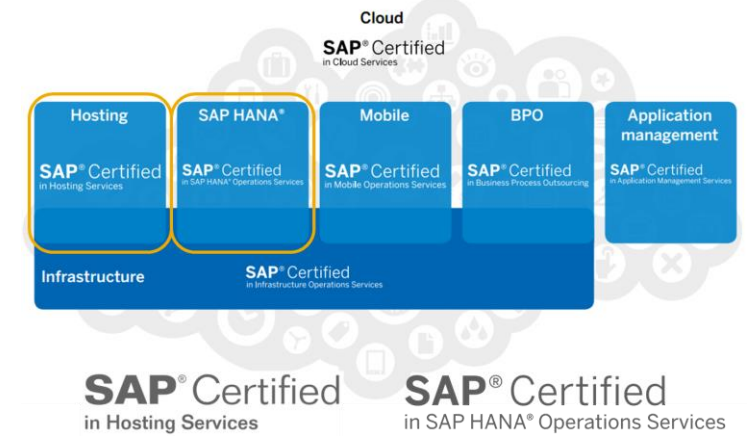 Cloud
SAP® Certified
in Cloud Services
Hosting
SAP® Certified
in Hosting Services
SAP HANA®
SAP® Certified
in SAP HANA® Operations Services
Mobile
SAP® Certified
in Mobile Operations Services
BPO
SAP® Certified
in Business Process Outsourcing
Application
management
SAP® Certified
in Application Management Services
Infrastructure
SAP® Certified
in Infrastructure Operations Services
SAP® Certified
in Hosting Services
SAP® Certified
in SAP HANA® Operations Services